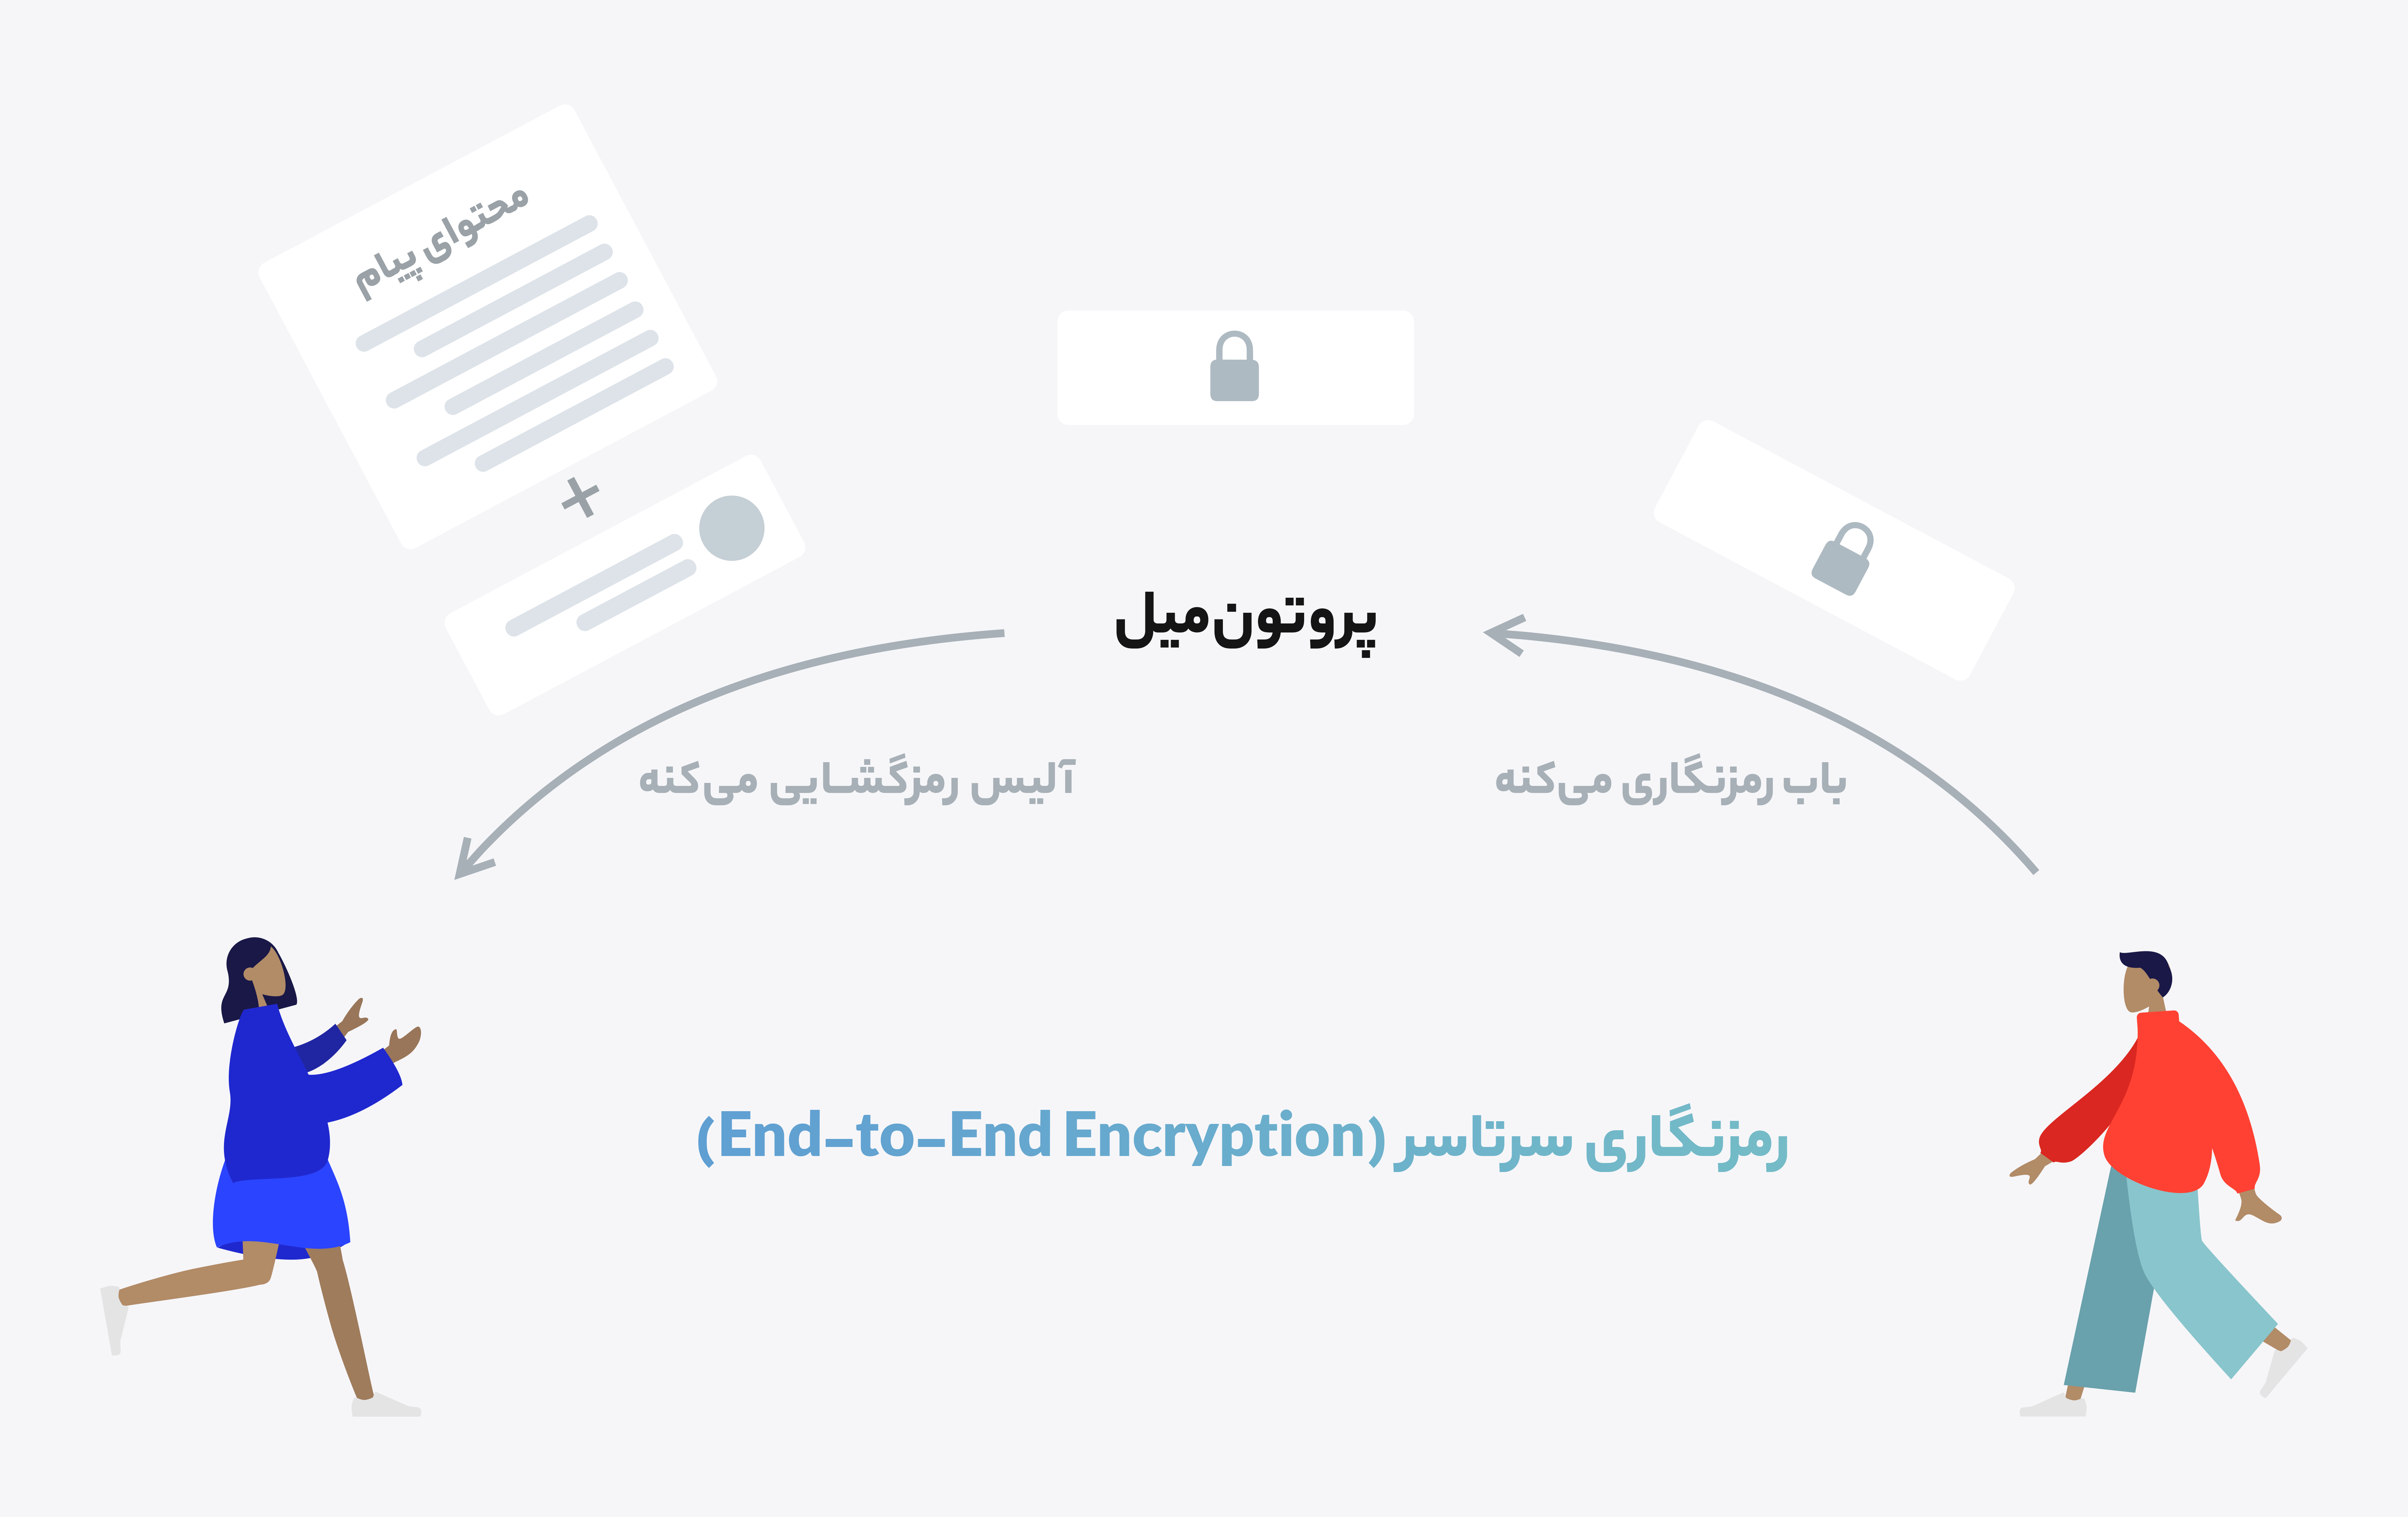 محتوای پیام
+
پروتون‌میل
باب رمزنگاری می‌کنه
آلیس رمزگشایی می‌کنه
رمزنگاری سرتاسر (End-to-End Encryption)